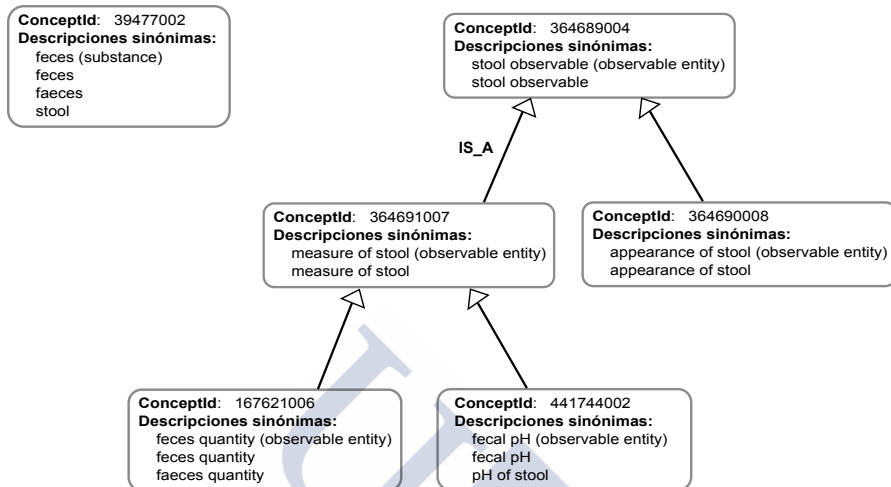 ConceptId: 39477002
Descripciones sinónimas:
feces (substance)
feces
faeces
stool
ConceptId: 364689004
Descripciones sinónimas:
stool observable (observable entity)
stool observable
IS_A
ConceptId: 364691007
Descripciones sinónimas:
measure of stool (observable entity)
measure of stool
ConceptId: 364690008
Descripciones sinónimas:
appearance of stool (observable entity)
appearance of stool
ConceptId: 167621006
Descripciones sinónimas:
feces quantity (observable entity)
feces quantity
faeces quantity
ConceptId: 441744002
Descripciones sinónimas:
fecal pH (observable entity)
fecal pH
pH of stool